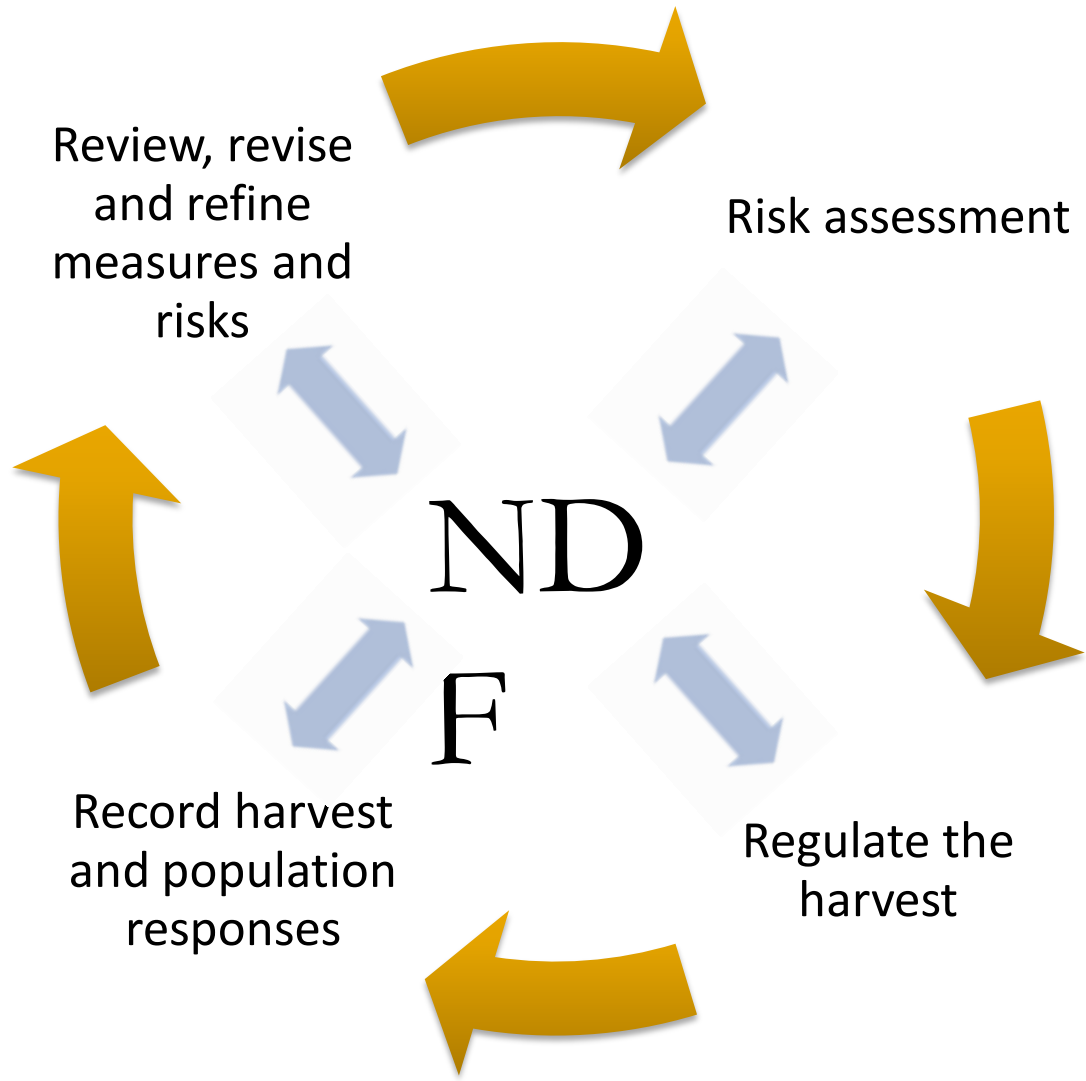 Review, revise
and refine
measures and
risks
Risk assessment
ND
F
Record harvest
and population
responses
Regulate the
harvest